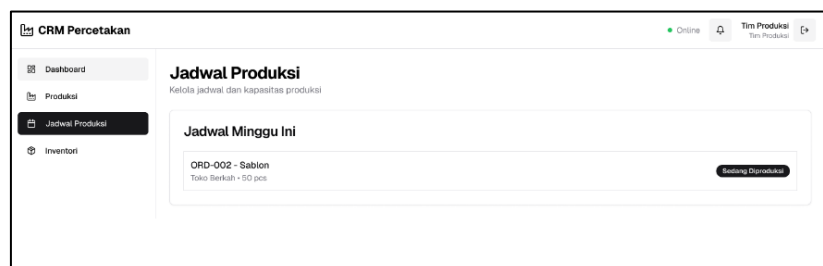 CRM Percetakan
Online
Tim Produksi
Tim Produksi
Dashboard
Produksi
Jadwal Produksi
Inventori
Jadwal Produksi
Kelola jadwal dan kapasitas produksi
Jadwal Minggu Ini
ORD-002 - Sablon
Toko Berkah • 50 pcs
Sedang Diproduksi